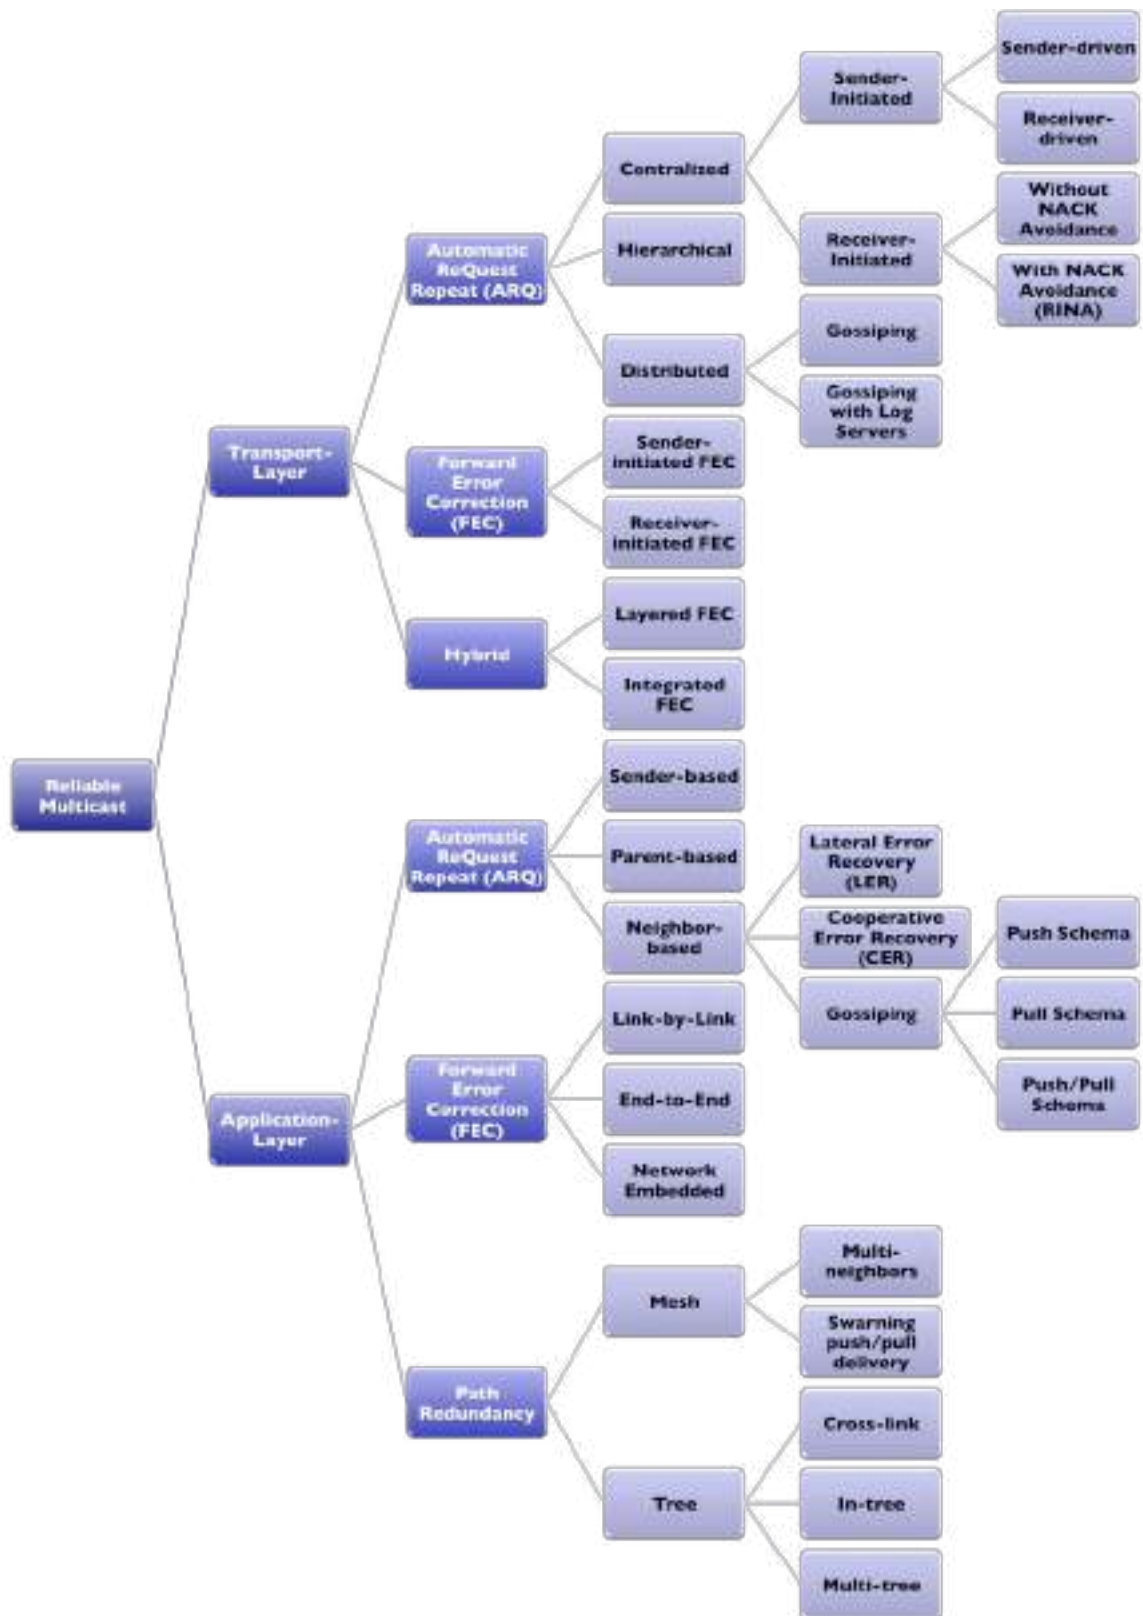 Reliable
Multicast
Transport-
Layer
Automatic
ReQuest
Repeat (ARQ)
Centralized
Sender-
Initiated
Sender-driven
Receiver-
driven
Receiver-
Initiated
Without
NACK
Avoidance
With NACK
Avoidance
(RINA)
Hierarchical
Distributed
Gossiping
Gossiping
with Log
Servers
Forward
Error
Correction
(FEC)
Sender-
initiated FEC
Receiver-
initiated FEC
Hybrid
Layered FEC
Integrated
FEC
Application-
Layer
Automatic
ReQuest
Repeat (ARQ)
Sender-based
Parent-based
Neighbor-
based
Lateral Error
Recovery
(LER)
Cooperative
Error Recovery
(CER)
Gossiping
Push Schema
Pull Schema
Push/Pull
Schema
Forward
Error
Correction
(FEC)
Link-by-Link
End-to-End
Network
Embedded
Path
Redundancy
Mesh
Multi-
neighbors
Swarning
push/pull
delivery
Tree
Cross-link
In-tree
Multi-tree